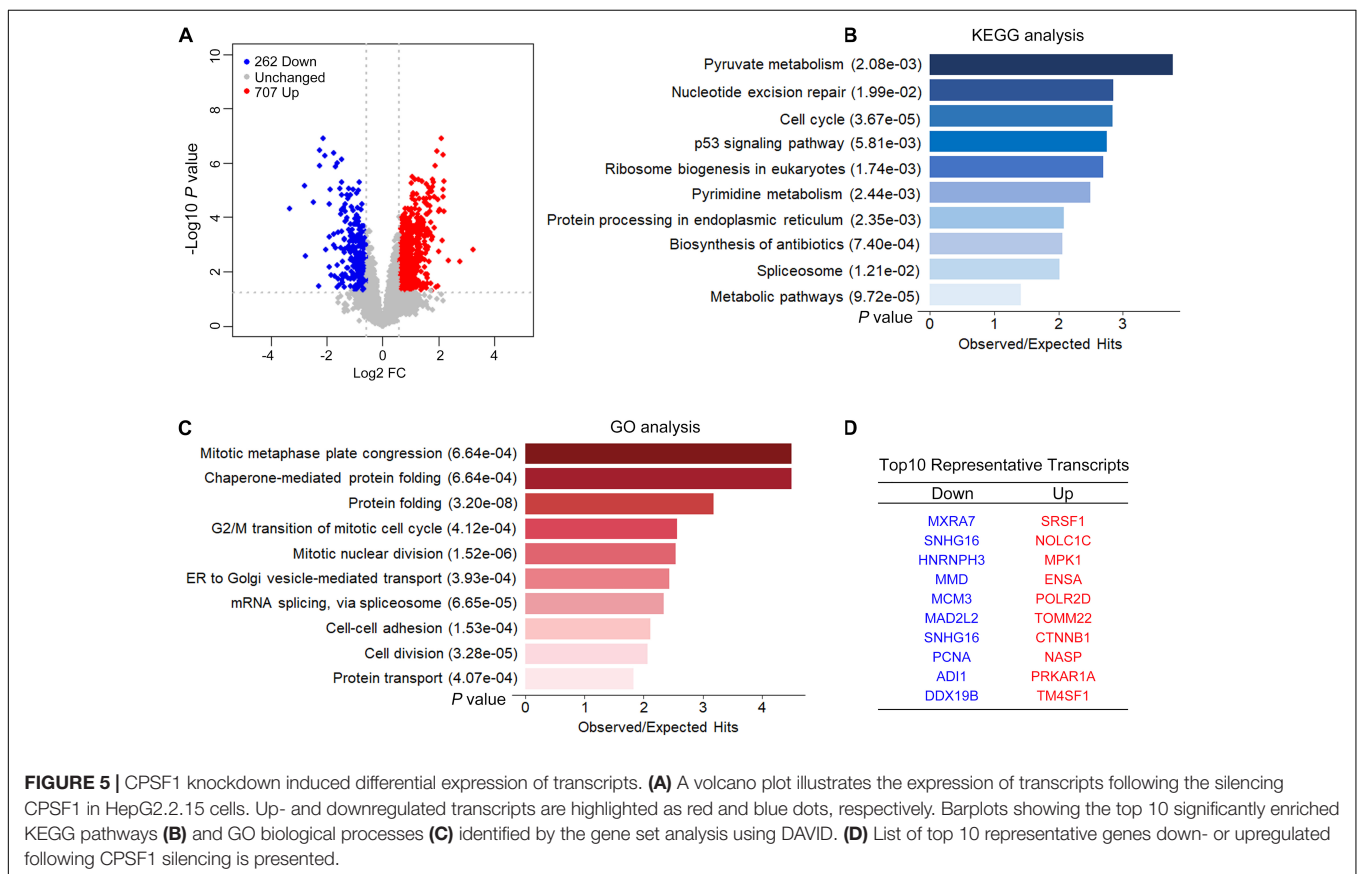 A
262 Down
Unchanged
707 Up
-Log10 P value
0 2 4 6 8 10
-4 -2 0 2 4
Log2 FC
B
KEGG analysis
Pyruvate metabolism (2.08e-03)
Nucleotide excision repair (1.99e-02)
Cell cycle (3.67e-05)
p53 signaling pathway (5.81e-03)
Ribosome biogenesis in eukaryotes (1.74e-03)
Pyrimidine metabolism (2.44e-03)
Protein processing in endoplasmic reticulum (2.35e-03)
Biosynthesis of antibiotics (7.40e-04)
Spliceosome (1.21e-02)
Metabolic pathways (9.72e-05)
P value
0 1 2 3
Observed/Expected Hits
C
GO analysis
Mitotic metaphase plate congression (6.64e-04)
Chaperone-mediated protein folding (6.64e-04)
Protein folding (3.20e-08)
G2/M transition of mitotic cell cycle (4.12e-04)
Mitotic nuclear division (1.52e-06)
ER to Golgi vesicle-mediated transport (3.93e-04)
mRNA splicing, via spliceosome (6.65e-05)
Cell-cell adhesion (1.53e-04)
Cell division (3.28e-05)
Protein transport (4.07e-04)
P value
0 1 2 3 4
Observed/Expected Hits
D
Top10 Representative Transcripts
Down Up
MXRA7 SRSF1
SNHG16 NOLC1C
HNRNPH3 MPK1
MMD ENSA
MCM3 POLR2D
MAD2L2 TOMM22
SNHG16 CTNNB1
PCNA NASP
ADI1 PRKAR1A
DDX19B TM4SF1
FIGURE 5 | CPSF1 knockdown induced differential expression of transcripts. (A) A volcano plot illustrates the expression of transcripts following the silencing
CPSF1 in HepG2.2.15 cells. Up- and downregulated transcripts are highlighted as red and blue dots, respectively. Barplots showing the top 10 significantly enriched
KEGG pathways (B) and GO biological processes (C) identified by the gene set analysis using DAVID. (D) List of top 10 representative genes down- or upregulated
following CPSF1 silencing is presented.